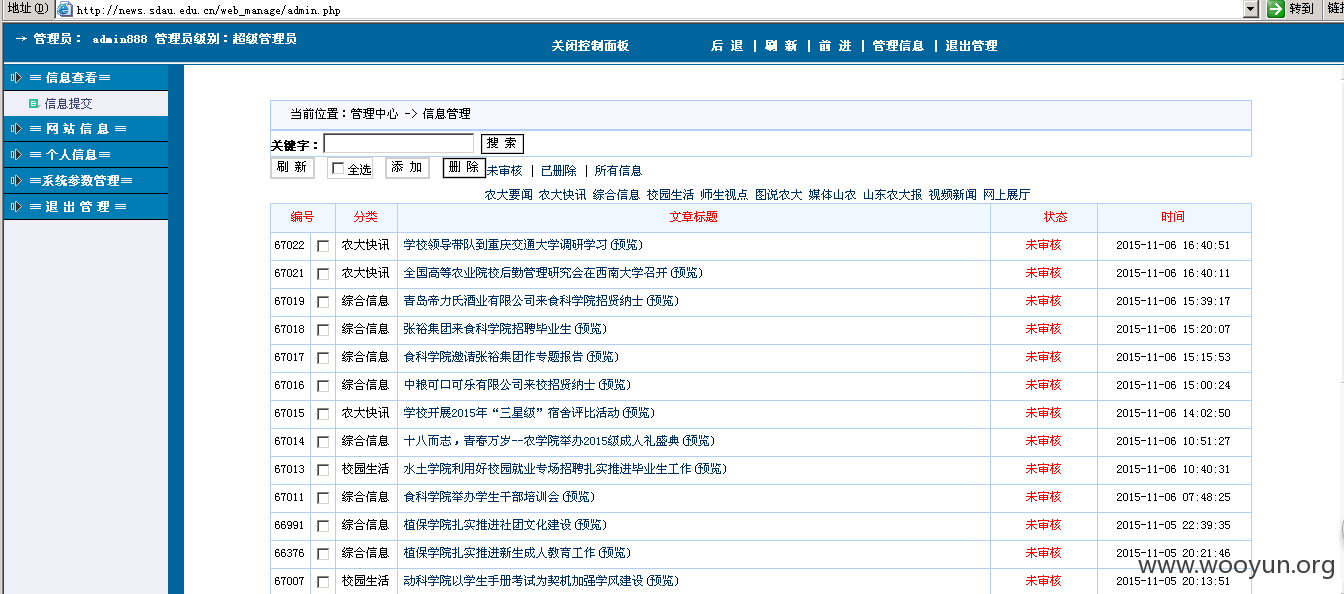 地址(D) http://news.sdau.edu.cn/web_manage/admin.php 转到 链接
→ 管理员： admin888 管理员级别：超级管理员
关闭控制面板 后 退 | 刷 新 | 前 进 | 管理信息 | 退出管理
＝ 信息查看＝
信息提交
＝ 网 站 信 息 ＝
＝ 个人信息＝
＝系统参数管理＝
＝ 退 出 管 理 ＝
当前位置：管理中心 -> 信息管理
关键字： 搜 索
刷 新 全选 添 加 删 除 未审核 | 已删除 | 所有信息
农大要闻 农大快讯 综合信息 校园生活 师生视点 图说农大 媒体山农 山东农大报 视频新闻 网上展厅
编号 分类 文章标题 状态 时间
67022 农大快讯 学校领导带队到重庆交通大学调研学习(预览) 未审核 2015-11-06 16:40:51
67021 农大快讯 全国高等农业院校后勤管理研究会在西南大学召开(预览) 未审核 2015-11-06 16:40:11
67019 综合信息 青岛帝力氏酒业有限公司来食科学院招贤纳士(预览) 未审核 2015-11-06 15:39:17
67018 综合信息 张裕集团来食科学院招聘毕业生(预览) 未审核 2015-11-06 15:20:07
67017 综合信息 食科学院邀请张裕集团作专题报告(预览) 未审核 2015-11-06 15:15:53
67016 综合信息 中粮可口可乐有限公司来校招贤纳士(预览) 未审核 2015-11-06 15:00:24
67015 农大快讯 学校开展2015年“三星级”宿舍评比活动(预览) 未审核 2015-11-06 14:02:50
67014 综合信息 十八而志，青春万岁--农学院举办2015级成人礼盛典(预览) 未审核 2015-11-06 10:51:27
67013 校园生活 水土学院利用好校园就业专场招聘扎实推进毕业生工作(预览) 未审核 2015-11-06 10:40:31
67011 综合信息 食科学院举办学生干部培训会(预览) 未审核 2015-11-06 07:48:25
66991 综合信息 植保学院扎实推进社团文化建设(预览) 未审核 2015-11-05 22:39:35
66376 综合信息 植保学院扎实推进新生成人教育工作(预览) 未审核 2015-11-05 20:21:46
67007 校园生活 动科学院以学生手册考试为契机加强学风建设(预览) 未审核 2015-11-05 20:13:51
www.wooyun.org